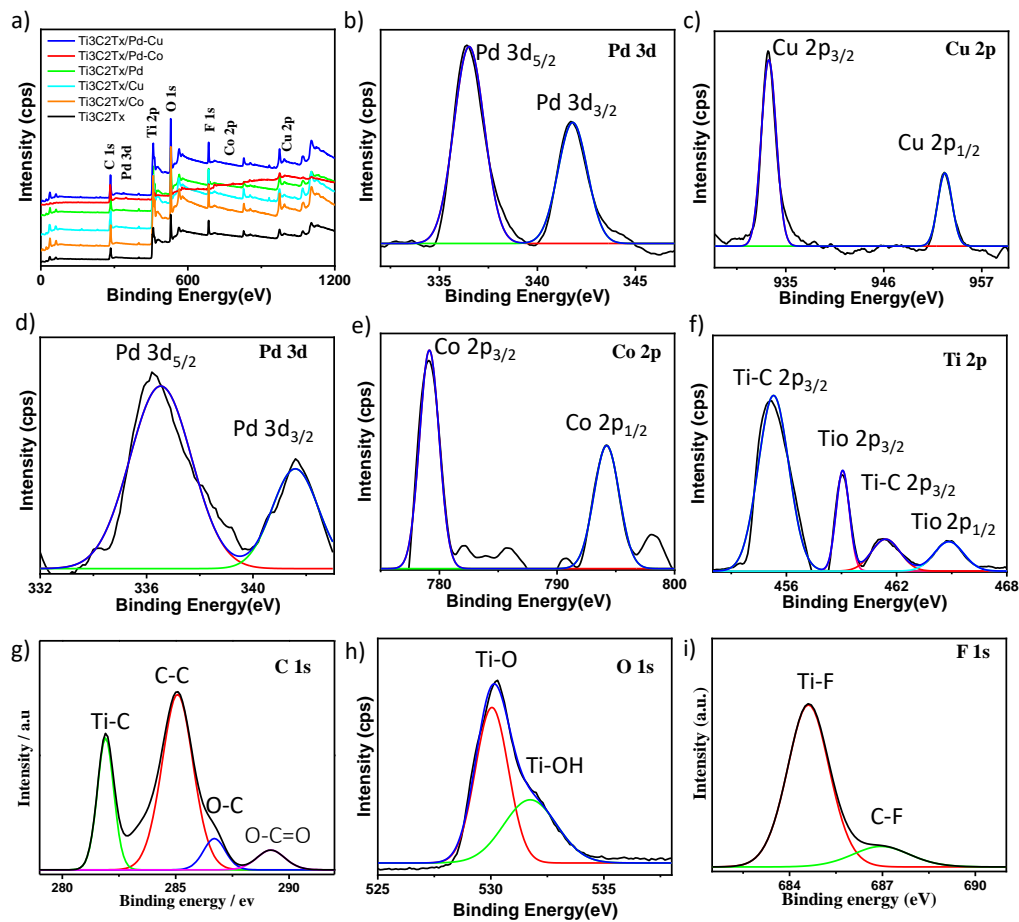 a)
Ti3C2Tx/Pd-Cu
Ti3C2Tx/Pd-Co
Ti3C2Tx/Pd
Ti3C2Tx/Cu
Ti3C2Tx/Co
Ti3C2Tx
C 1s
Pd 3d
Ti 2p
O 1s
F 1s
Co 2p
Cu 2p
Intensity (cps)
0 600 1200
Binding Energy(eV)
b)
Pd 3d
Pd 3d5/2
Pd 3d3/2
Intensity (cps)
335 340 345
Binding Energy(eV)
c)
Cu 2p
Cu 2p3/2
Cu 2p1/2
Intensity (cps)
935 946 957
Binding Energy(eV)
d)
Pd 3d
Pd 3d5/2
Pd 3d3/2
Intensity (cps)
332 336 340
Binding Energy(eV)
e)
Co 2p
Co 2p3/2
Co 2p1/2
Intensity (cps)
780 790 800
Binding Energy(eV)
f)
Ti 2p
Ti-C 2p3/2
Tio 2p3/2
Ti-C 2p3/2
Tio 2p1/2
Intensity (cps)
456 462 468
Binding Energy(eV)
g)
C 1s
C-C
Ti-C
O-C
O-C=O
Intensity / a.u
280 285 290
Binding energy / ev
h)
O 1s
Ti-O
Ti-OH
Intensity (cps)
525 530 535
Binding Energy(eV)
i)
F 1s
Ti-F
C-F
Intensity (a.u.)
684 687 690
Binding energy (eV)